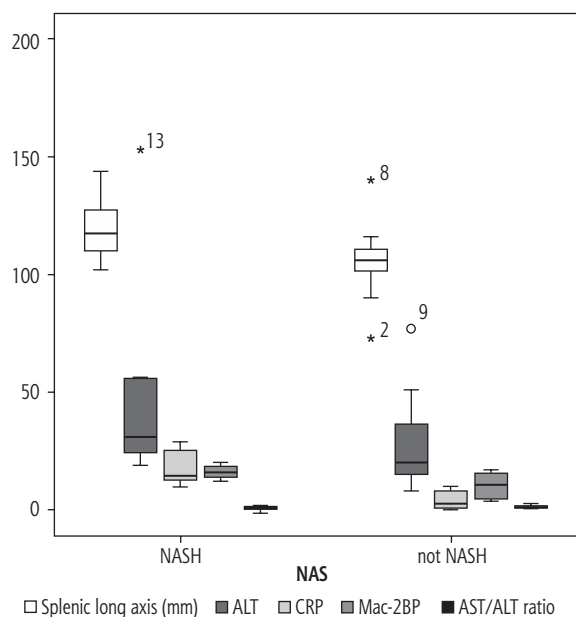 200
* 13
150
* 8
100
9
* 2
50
0
NASH
not NASH
NAS
Splenic long axis (mm) ALT CRP Mac-2BP AST/ALT ratio